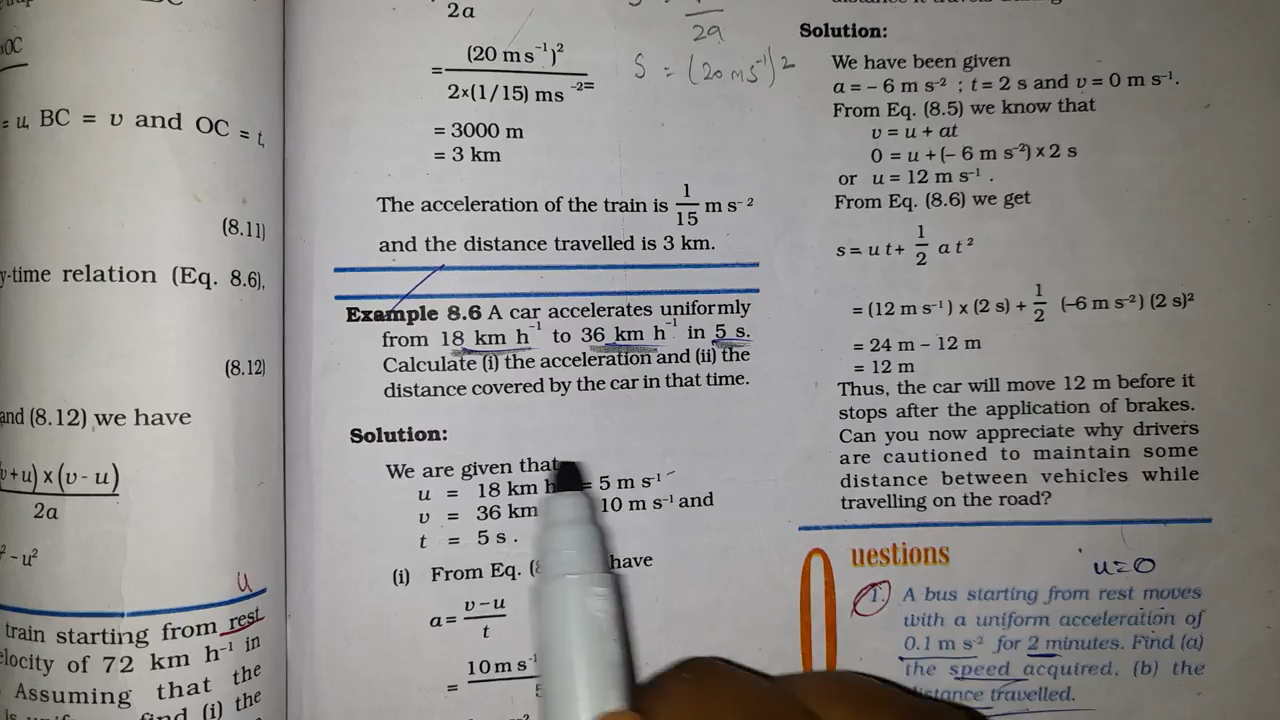 OC
= u, BC = v and OC = t,
(8.11)
y-time relation (Eq. 8.6),
(8.12)
and (8.12) we have
(v+u) x (v - u)
2a
² – u²
u
train starting from rest
elocity of 72 km h⁻¹ in
Assuming that the
find (i) the
2a
= (20 m s⁻¹)²
2×(1/15) ms ⁻²=
= 3000 m
= 3 km
2a
S = (20 ms⁻¹)²
The acceleration of the train is 1/15 m s⁻²
and the distance travelled is 3 km.
Example 8.6 A car accelerates uniformly
from 18 km h⁻¹ to 36 km h⁻¹ in 5 s.
Calculate (i) the acceleration and (ii) the
distance covered by the car in that time.
Solution:
We are given that
u = 18 km h = 5 m s⁻¹
v = 36 km 10 m s⁻¹ and
t = 5 s .
(i) From Eq. ( have
a = v – u
t
= 10 m s⁻¹
Solution:
We have been given
a = – 6 m s⁻² ; t = 2 s and v = 0 m s⁻¹.
From Eq. (8.5) we know that
v = u + at
0 = u + (– 6 m s⁻²) × 2 s
or u = 12 m s⁻¹ .
From Eq. (8.6) we get
s = u t + 1/2 a t²
= (12 m s⁻¹ ) × (2 s) + 1/2 (–6 m s⁻² ) (2 s)²
= 24 m – 12 m
= 12 m
Thus, the car will move 12 m before it
stops after the application of brakes.
Can you now appreciate why drivers
are cautioned to maintain some
distance between vehicles while
travelling on the road?
uestions
u=0
1. A bus starting from rest moves
with a uniform acceleration of
0.1 m s⁻² for 2 minutes. Find (a)
the speed acquired, (b) the
distance travelled.